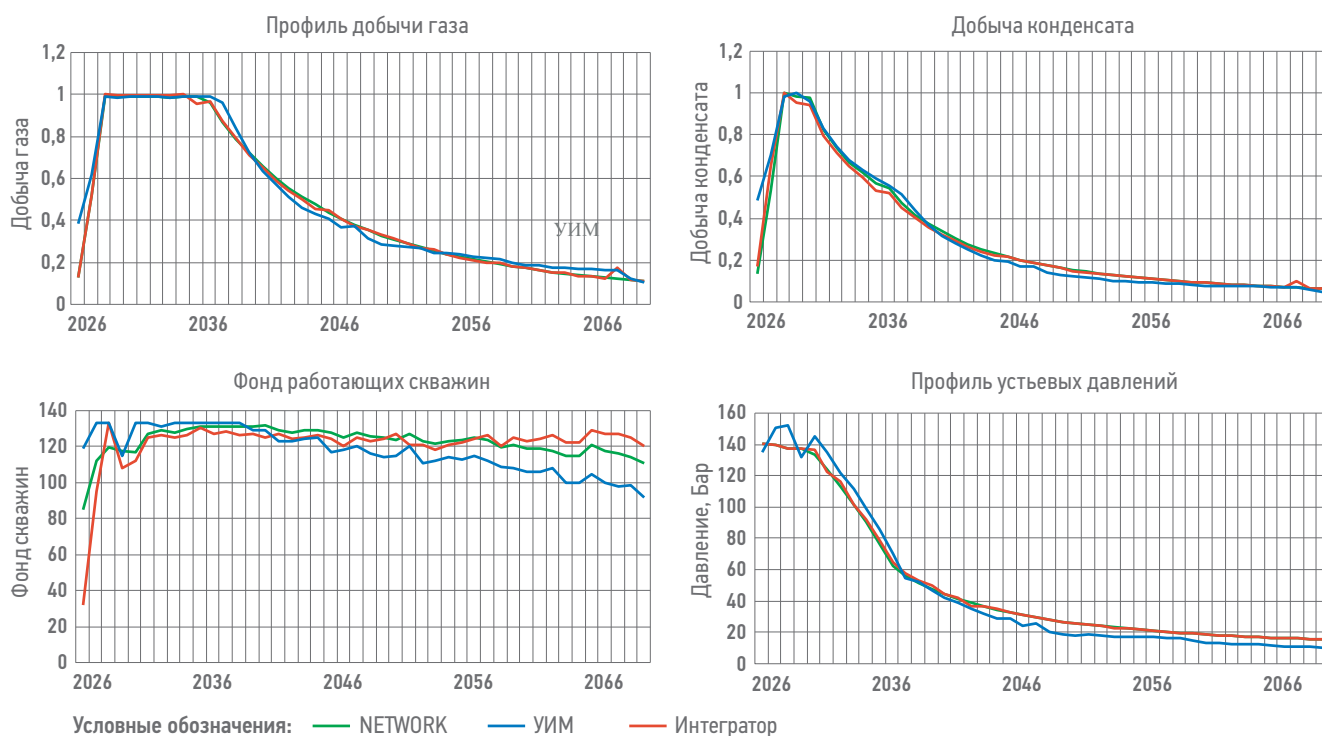 Профиль добычи газа
Добыча газа
1,2
1
0,8
0,6
0,4
0,2
0
УИМ
2026 2036 2046 2056 2066
Добыча конденсата
Добыча конденсата
1,2
1
0,8
0,6
0,4
0,2
0
2026 2036 2046 2056 2066
Фонд работающих скважин
Фонд скважин
140
120
100
80
60
40
20
0
2026 2036 2046 2056 2066
Профиль устьевых давлений
Давление, Бар
160
140
120
100
80
60
40
20
0
2026 2036 2046 2056 2066
Условные обозначения: NETWORK УИМ Интегратор